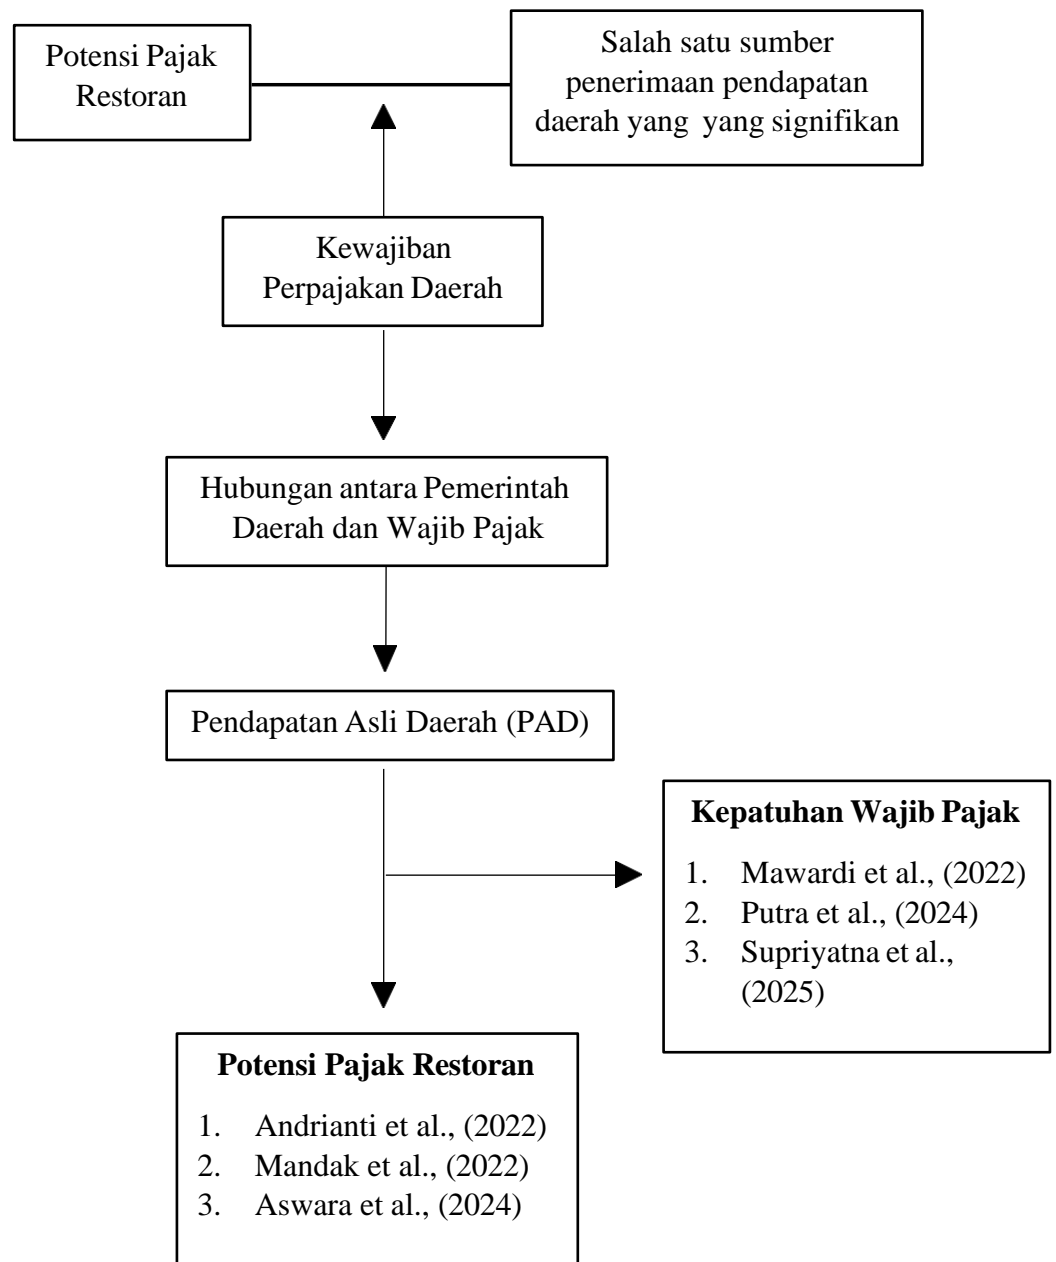 Potensi Pajak
Restoran
Salah satu sumber
penerimaan pendapatan
daerah yang yang signifikan
Kewajiban
Perpajakan Daerah
Hubungan antara Pemerintah
Daerah dan Wajib Pajak
Pendapatan Asli Daerah (PAD)
Kepatuhan Wajib Pajak
1. Mawardi et al., (2022)
2. Putra et al., (2024)
3. Supriyatna et al.,
(2025)
Potensi Pajak Restoran
1. Andrianti et al., (2022)
2. Mandak et al., (2022)
3. Aswara et al., (2024)